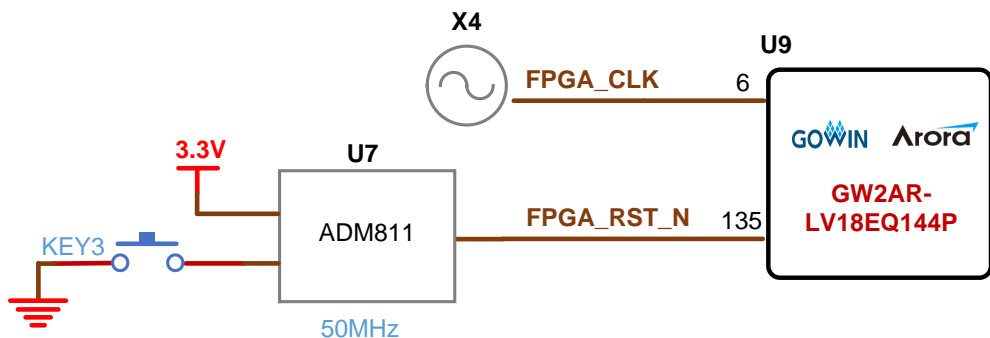 X4
U9
FPGA_CLK
6
GOWIN Arora
3.3V
U7
GW2AR-
LV18EQ144P
FPGA_RST_N
135
ADM811
KEY3
50MHz